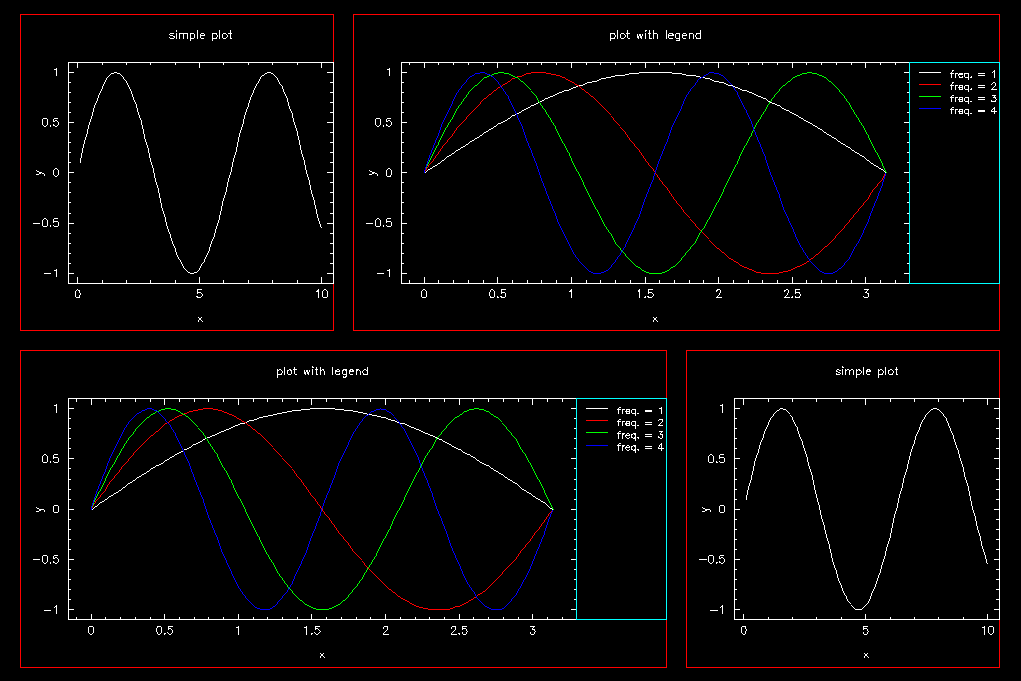 simple plot
1
0.5
y 0
−0.5
−1
0 5 10
x
plot with legend
1
0.5
y 0
−0.5
−1
0 0.5 1 1.5 2 2.5 3
x
freq. = 1
freq. = 2
freq. = 3
freq. = 4
plot with legend
1
0.5
y 0
−0.5
−1
0 0.5 1 1.5 2 2.5 3
x
freq. = 1
freq. = 2
freq. = 3
freq. = 4
simple plot
1
0.5
y 0
−0.5
−1
0 5 10
x